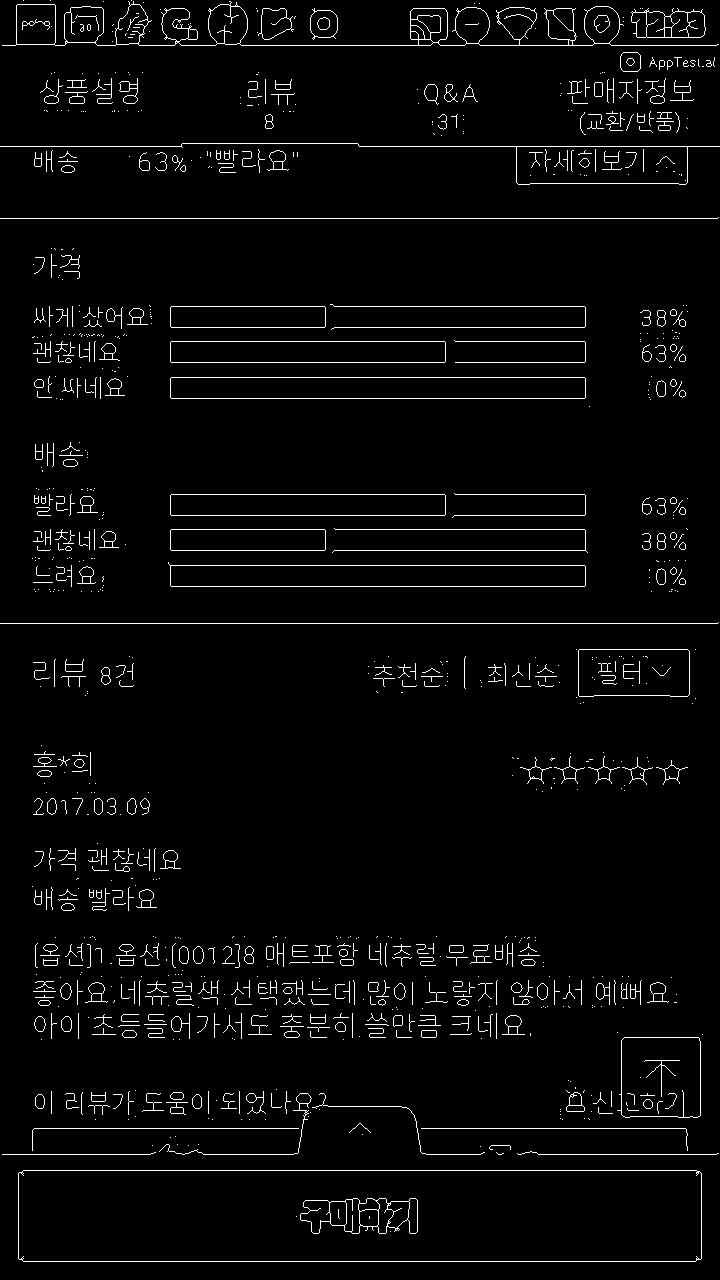 30
12:23
AppTest.ai
상품설명 리뷰 Q&A 판매자정보
8 31 (교환/반품)
배송 63% "빨라요" 자세히보기
가격
싸게 샀어요 38%
괜찮네요 63%
안 싸네요 0%
배송
빨라요 63%
괜찮네요 38%
느려요 0%
리뷰 8건 추천순 | 최신순 필터
홍*희
2017.03.09
가격 괜찮네요
배송 빨라요
[옵션]1.옵션:[0012]8 매트포함 네추럴 무료배송
좋아요.네츄럴색 선택했는데 많이 노랗지 않아서 예뻐요.
아이 초등들어가서도 충분히 쓸만큼 크네요.
이 리뷰가 도움이 되었나요? 신고하기
구매하기